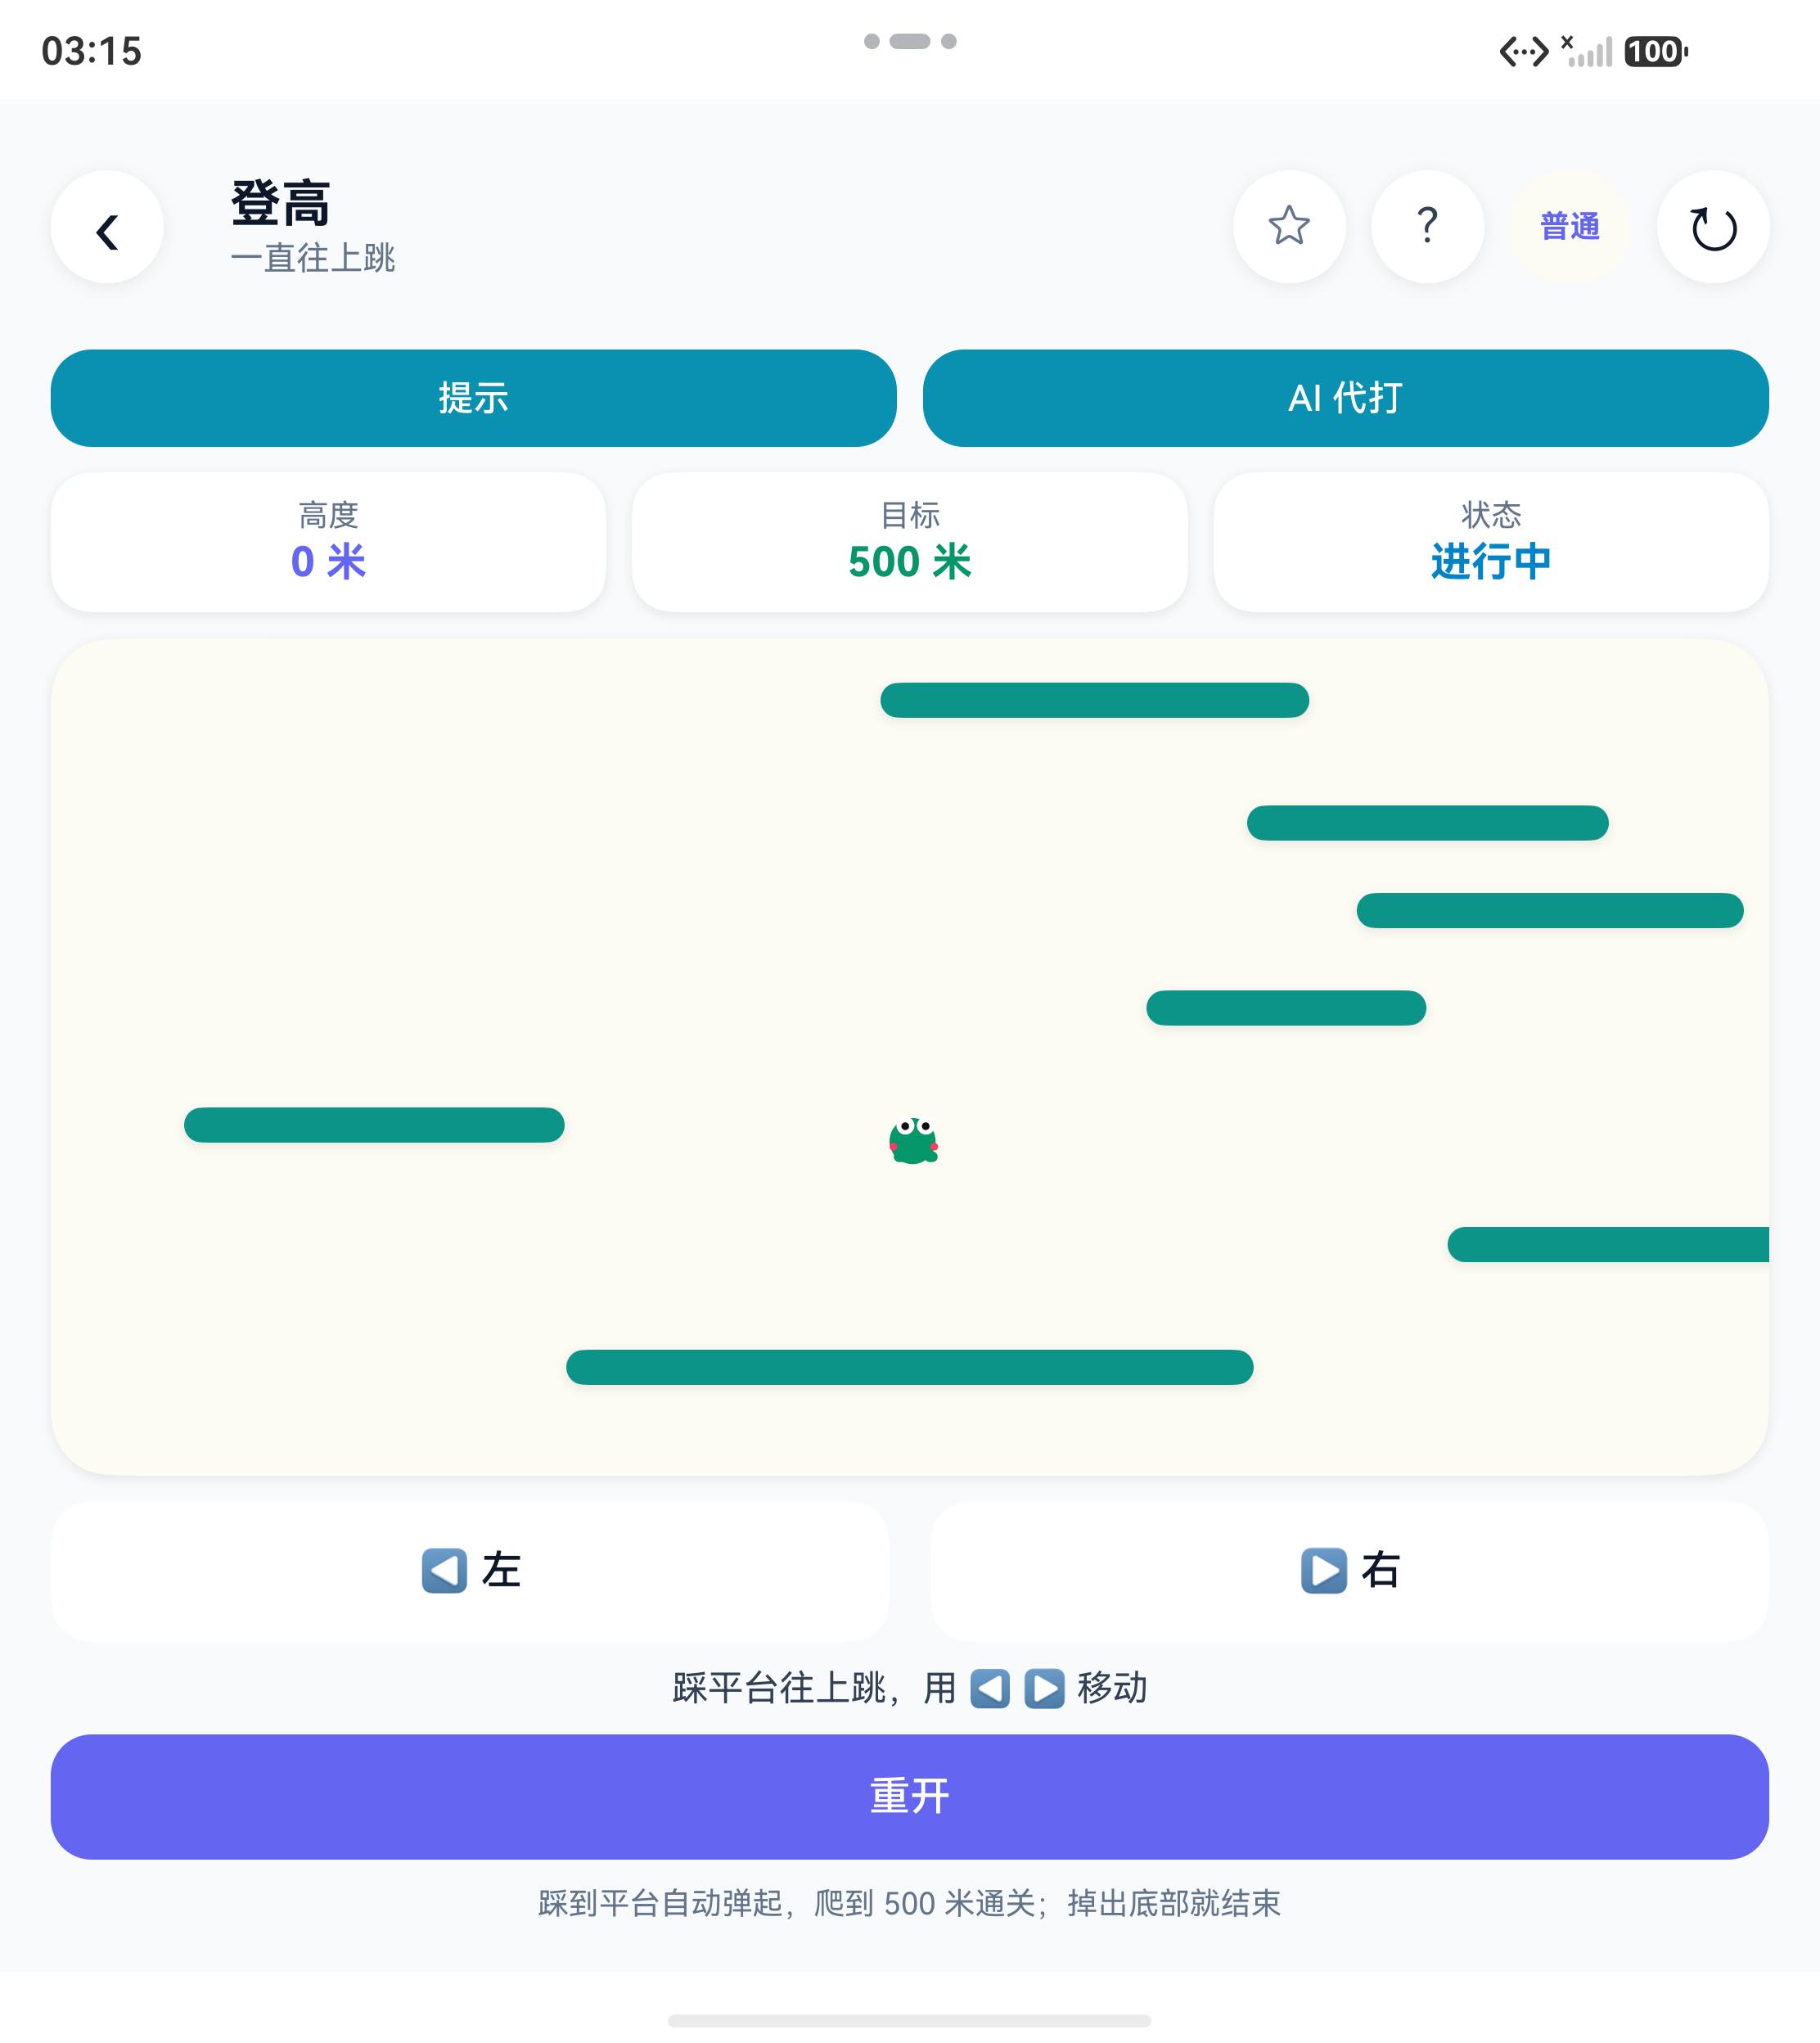 03:15
100
登高
一直往上跳
?
普通
提示
AI 代打
高度
0 米
目标
500 米
状态
进行中
左
右
踩平台往上跳，用 ◀ ▶ 移动
重开
踩到平台自动弹起，爬到 500 米通关；掉出底部就结束